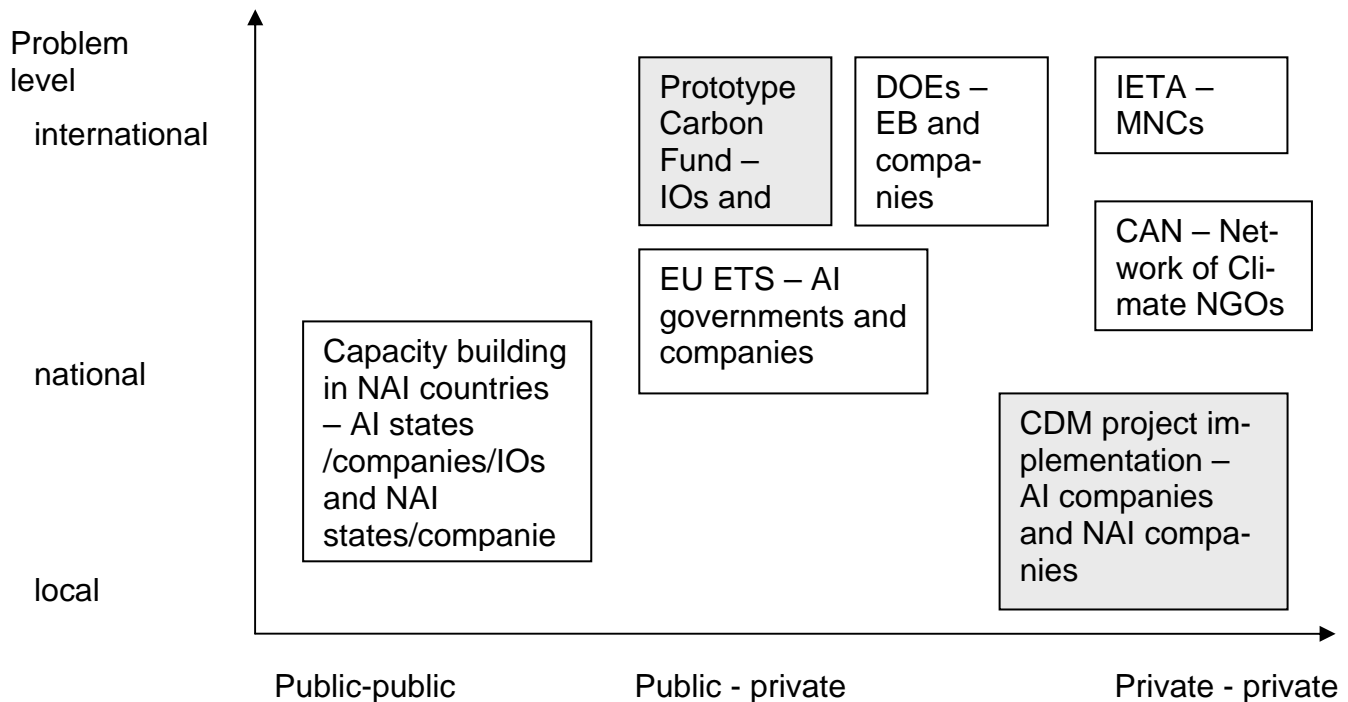 Problem
level
international
national
local
Prototype
Carbon
Fund –
IOs and
DOEs –
EB and
compa-
nies
IETA –
MNCs
CAN – Net-
work of Cli-
mate NGOs
EU ETS – AI
governments and
companies
Capacity building
in NAI countries
– AI states
/companies/IOs
and NAI
states/companie
CDM project im-
plementation –
AI companies
and NAI compa-
nies
Public-public
Public - private
Private - private